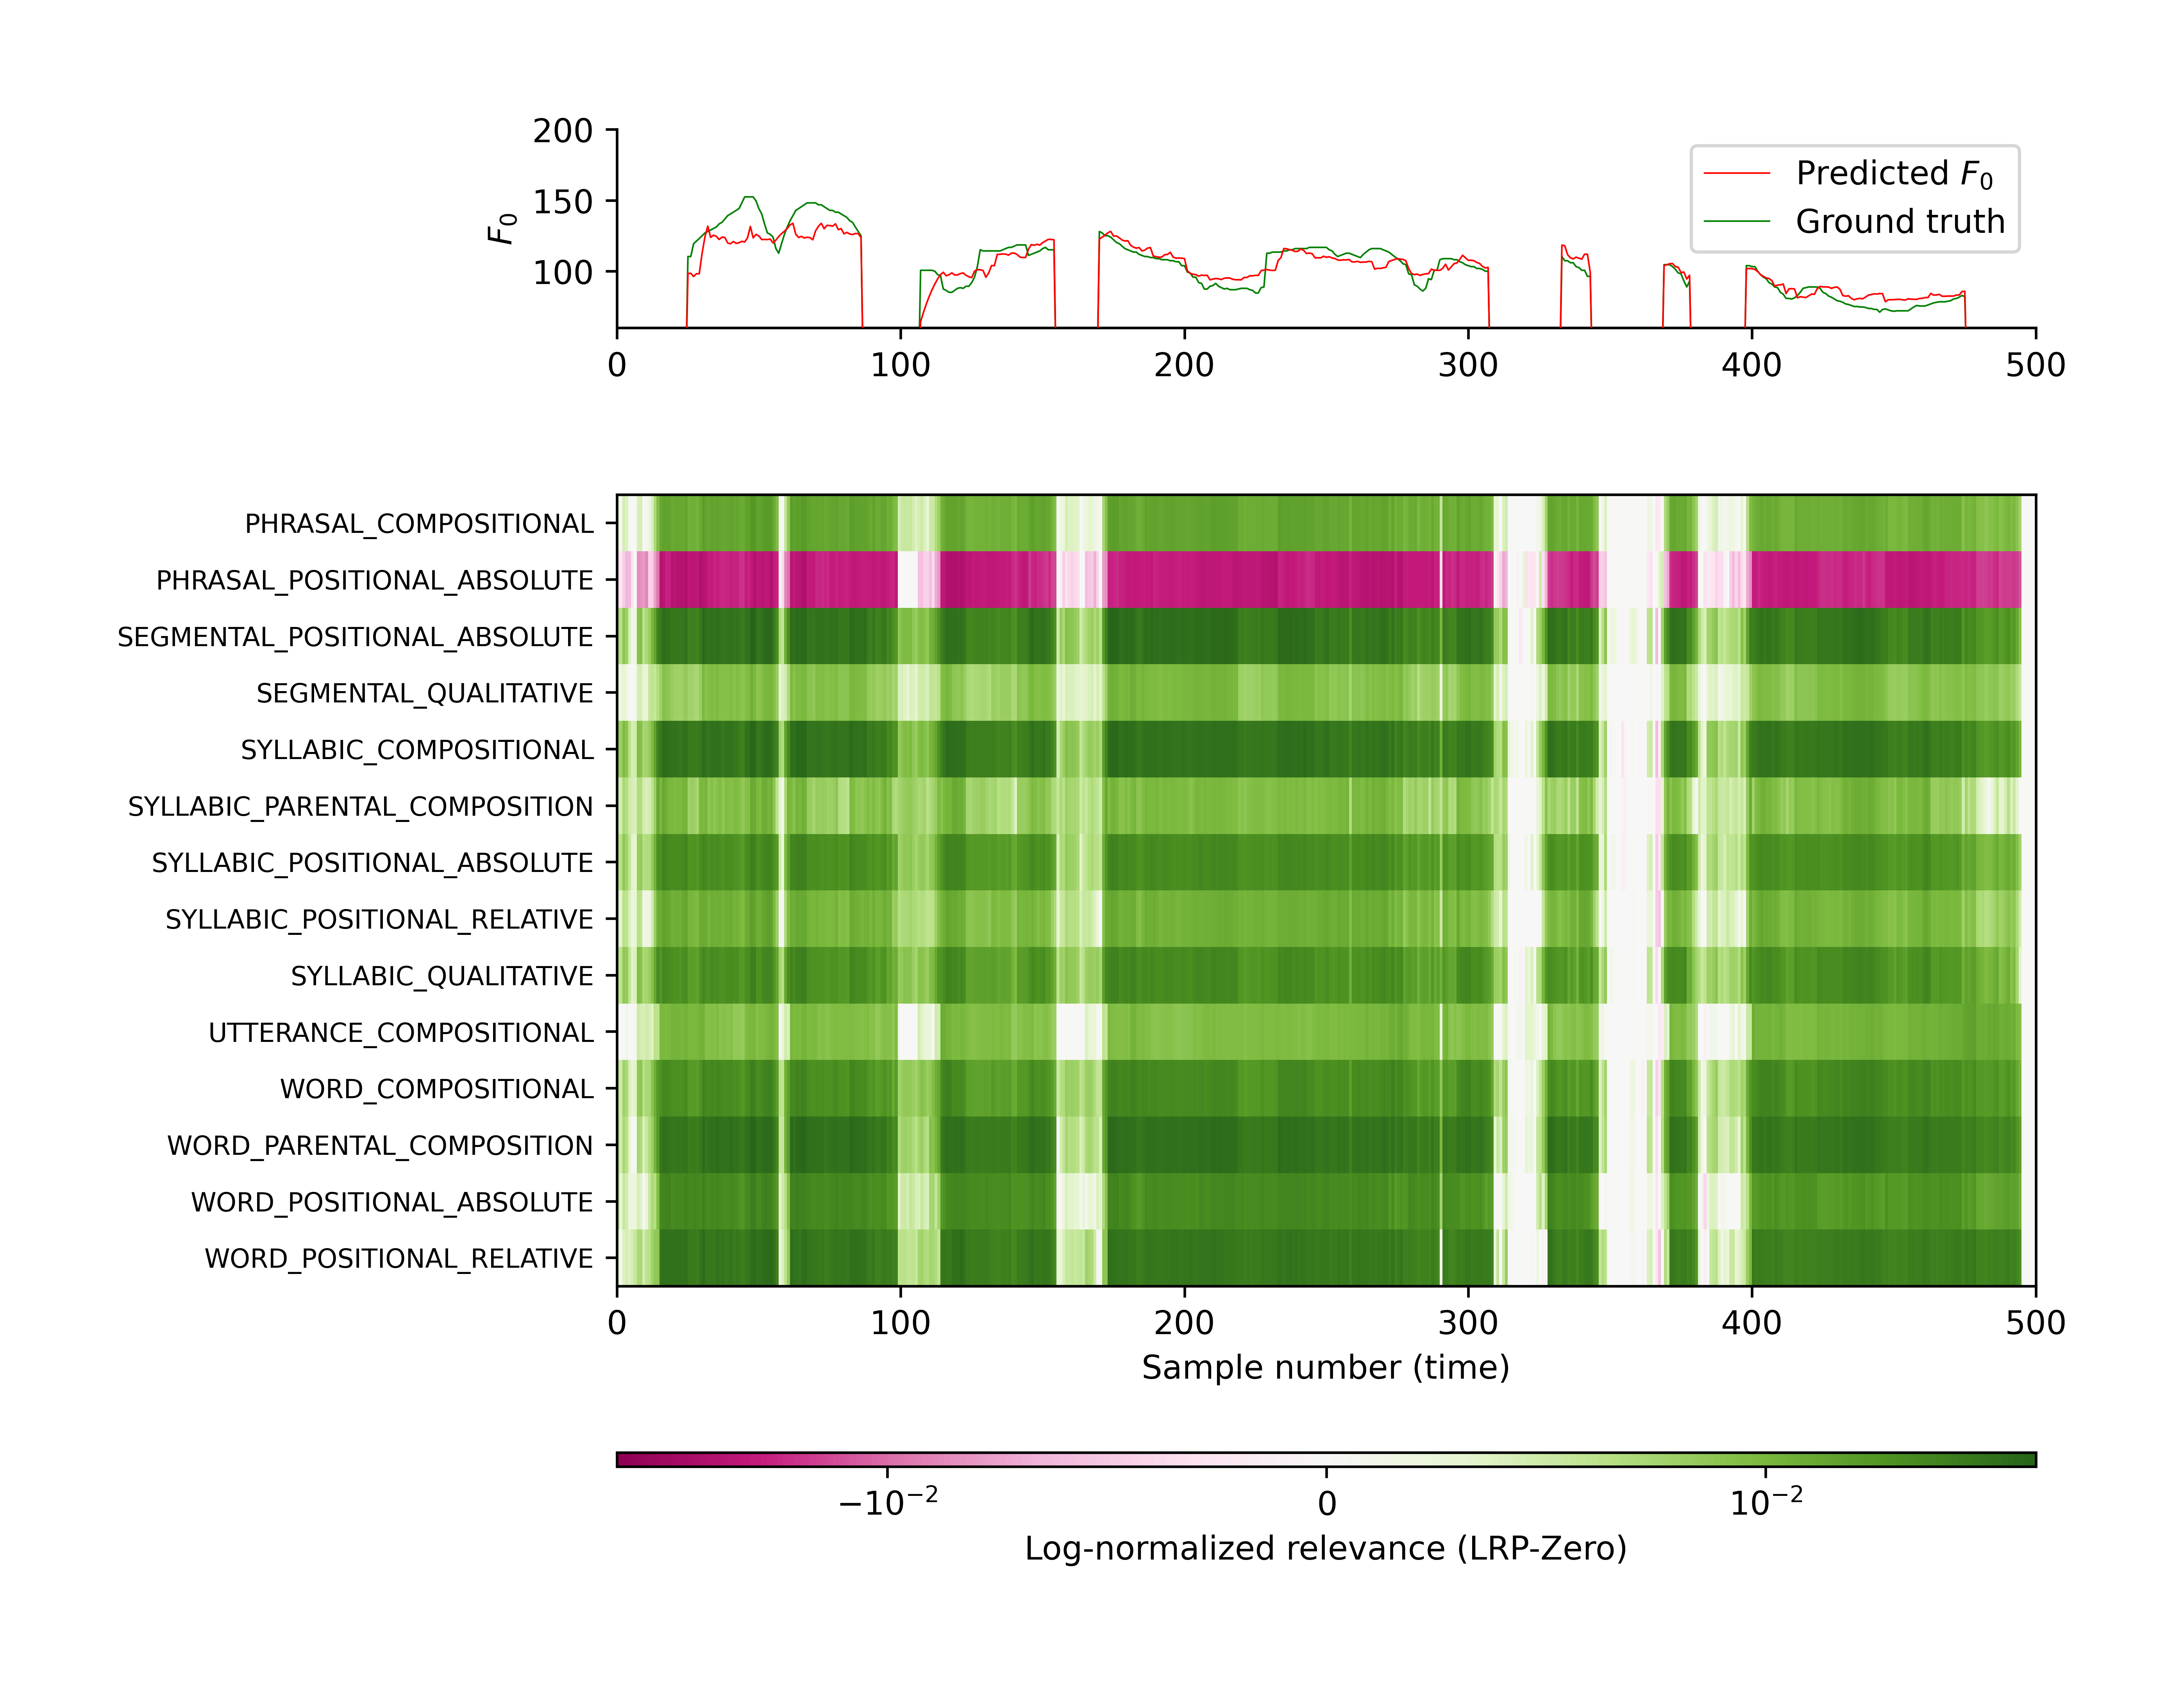 200
150
100
F0
Predicted F0
Ground truth
0 100 200 300 400 500
PHRASAL_COMPOSITIONAL
PHRASAL_POSITIONAL_ABSOLUTE
SEGMENTAL_POSITIONAL_ABSOLUTE
SEGMENTAL_QUALITATIVE
SYLLABIC_COMPOSITIONAL
SYLLABIC_PARENTAL_COMPOSITION
SYLLABIC_POSITIONAL_ABSOLUTE
SYLLABIC_POSITIONAL_RELATIVE
SYLLABIC_QUALITATIVE
UTTERANCE_COMPOSITIONAL
WORD_COMPOSITIONAL
WORD_PARENTAL_COMPOSITION
WORD_POSITIONAL_ABSOLUTE
WORD_POSITIONAL_RELATIVE
0 100 200 300 400 500
Sample number (time)
−10⁻² 0 10⁻²
Log-normalized relevance (LRP-Zero)